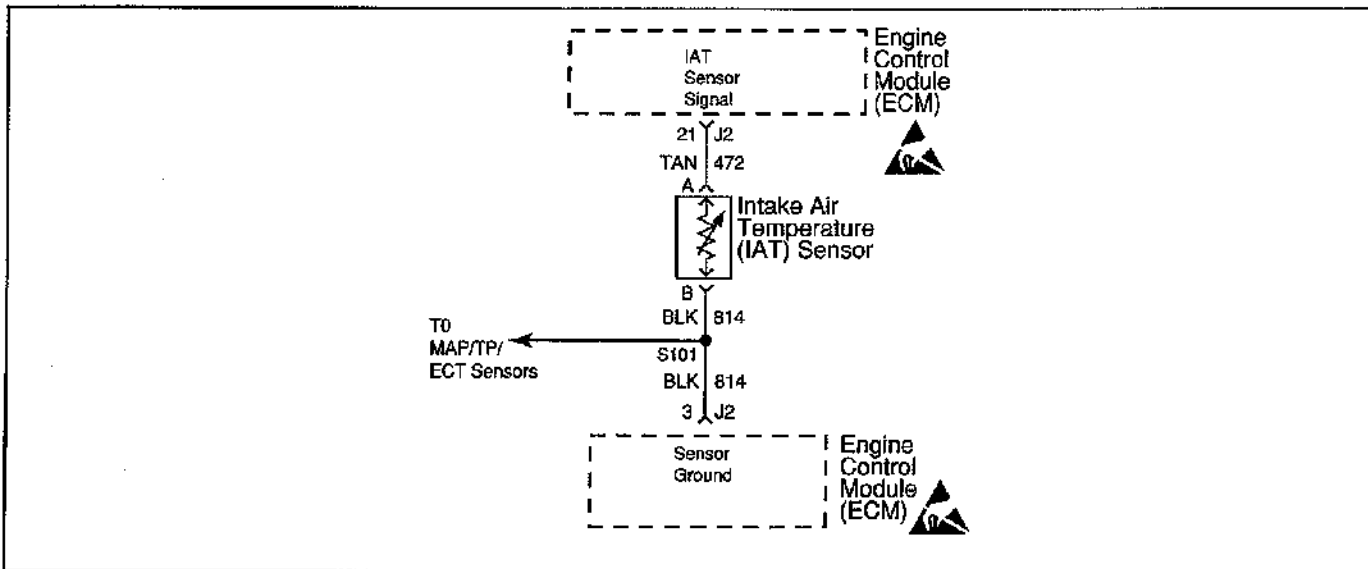 IAT
Sensor
Signal
Engine
Control
Module
(ECM)
21 J2
TAN 472
A
Intake Air
Temperature
(IAT) Sensor
B
BLK 814
TO
MAP/TP/
ECT Sensors
S101
BLK 814
3 J2
Sensor
Ground
Engine
Control
Module
(ECM)